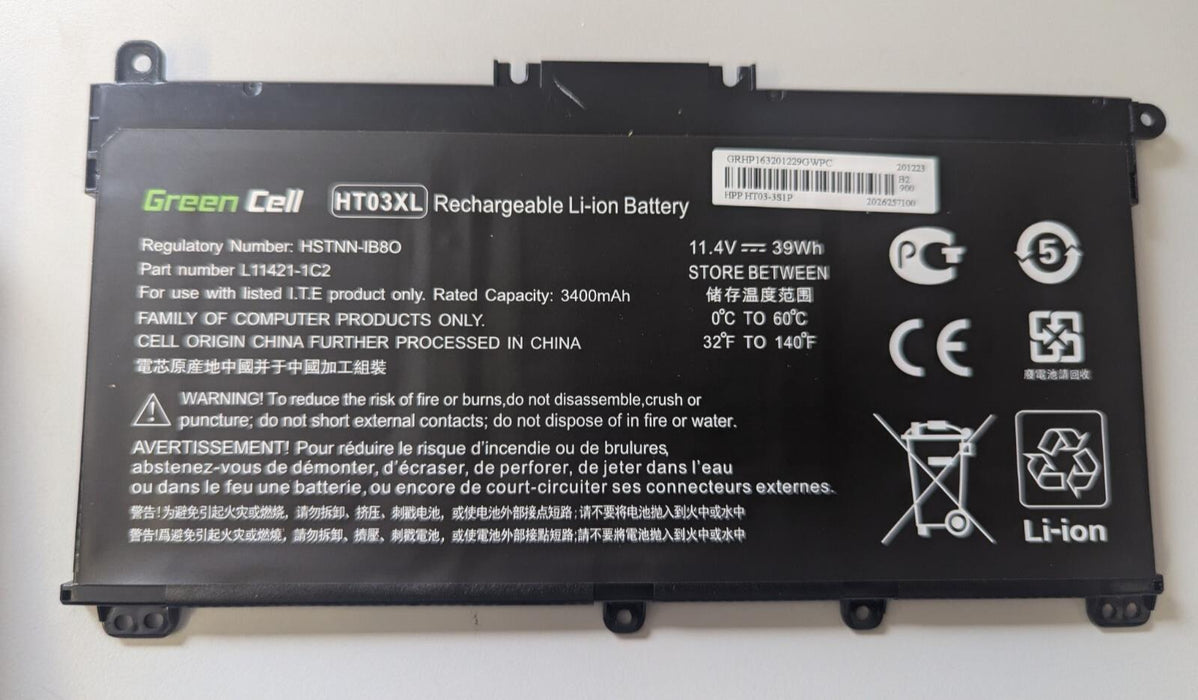 GRHP163201229GWPC
201223
B2
900
HPP HT03-3S1P
2026257100
Green Cell HT03XL Rechargeable Li-ion Battery
Regulatory Number: HSTNN-IB8O
Part number L11421-1C2
For use with listed I.T.E product only. Rated Capacity: 3400mAh
FAMILY OF COMPUTER PRODUCTS ONLY.
CELL ORIGIN CHINA FURTHER PROCESSED IN CHINA
電芯原産地中國并于中國加工組裝
11.4V 39Wh
STORE BETWEEN
储存温度范围
0°C TO 60°C
32°F TO 140°F
PCT
5
CE
廢電池請回收
WARNING! To reduce the risk of fire or burns,do not disassemble,crush or
puncture; do not short external contacts; do not dispose of in fire or water.
AVERTISSEMENT! Pour réduire le risque d'incendie ou de brulures,
abstenez-vous de démonter, d'écraser, de perforer, de jeter dans l'eau
ou dans le feu une batterie,ou encore de court-circuiter ses connecteurs externes.
警告!为避免引起火灾或燃烧，请勿拆卸、挤压、刺戳电池，或使电池外部接点短路;请不要将电池抛入到火中或水中
警告!爲避免引起火灾或燃燒，請勿拆卸、擠壓、刺戳電池，或使電池外部接點短路;請不要將電池抛入到火中或水中
Li-ion